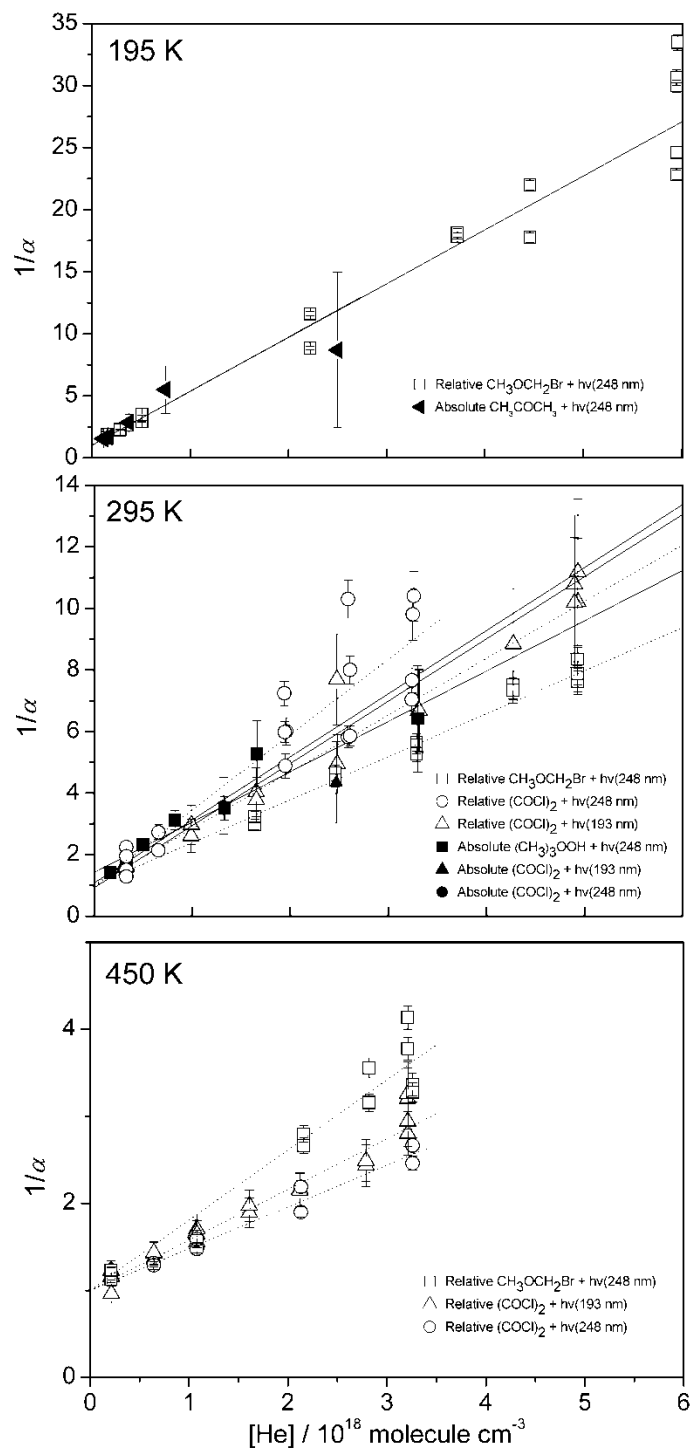 35
195 K
30
25
20
1/α
15
10
Relative CH₃OCH₂Br + hν(248 nm)
5
Absolute CH₃COCH₃ + hν(248 nm)
0
14
295 K
12
10
8
1/α
6
Relative CH₃OCH₂Br + hν(248 nm)
Relative (COCl)₂ + hν(248 nm)
4
Relative (COCl)₂ + hν(193 nm)
Absolute (CH₃)₃OOH + hν(248 nm)
2
Absolute (COCl)₂ + hν(193 nm)
Absolute (COCl)₂ + hν(248 nm)
0
450 K
4
1/α
2
Relative CH₃OCH₂Br + hν(248 nm)
Relative (COCl)₂ + hν(193 nm)
Relative (COCl)₂ + hν(248 nm)
0
0 1 2 3 4 5 6
[He] / 10¹⁸ molecule cm⁻³